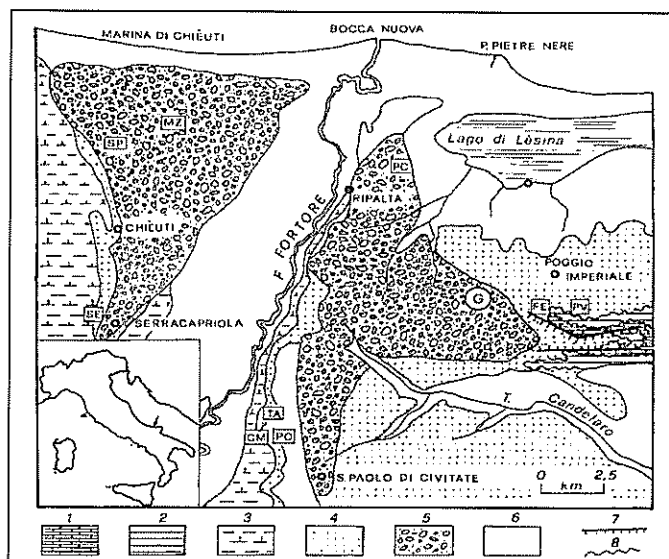 MARINA DI CHIÈUTI
BOCCA NUOVA
P. PIETRE NERE
SP
MZ
Lago di Lèsina
PC
RIPALTA
CHIÈUTI
F. FORTORE
POGGIO
IMPERIALE
G
FE
PV
SE
SERRACAPRIOLA
T. Candelaro
TA
CM
PO
S. PAOLO DI CIVITATE
0 2,5
km
1 2 3 4 5 6 7
8